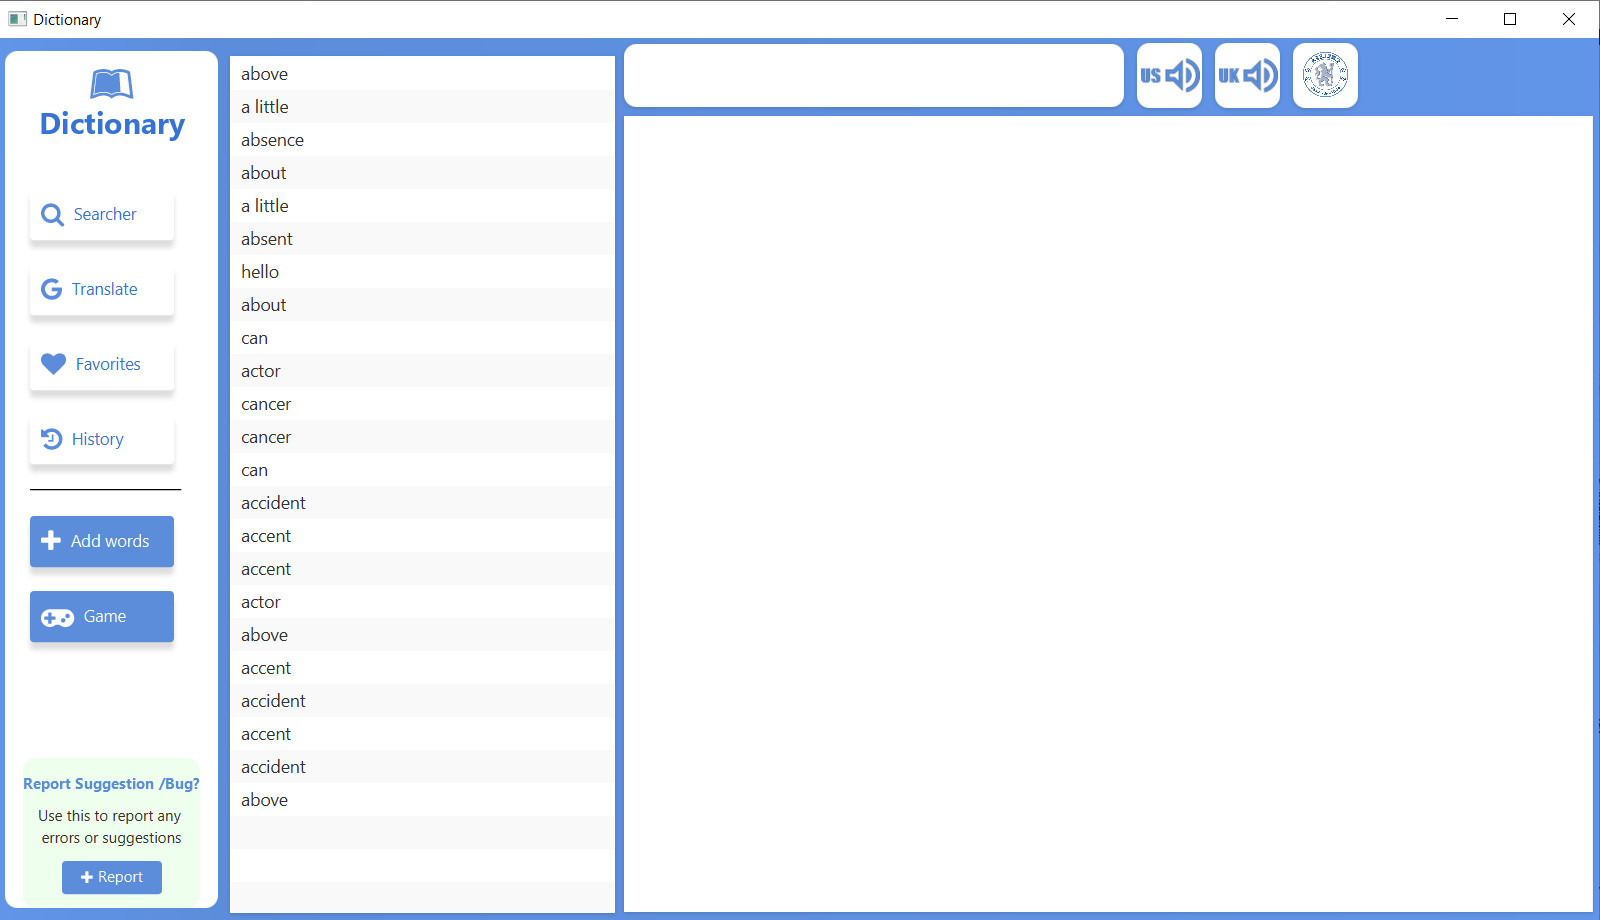 Dictionary
Dictionary
Searcher
Translate
Favorites
History
Add words
Game
Report Suggestion /Bug?
Use this to report any
errors or suggestions
Report
above
a little
absence
about
a little
absent
hello
about
can
actor
cancer
cancer
can
accident
accent
accent
actor
above
accent
accident
accent
accident
above
US
UK